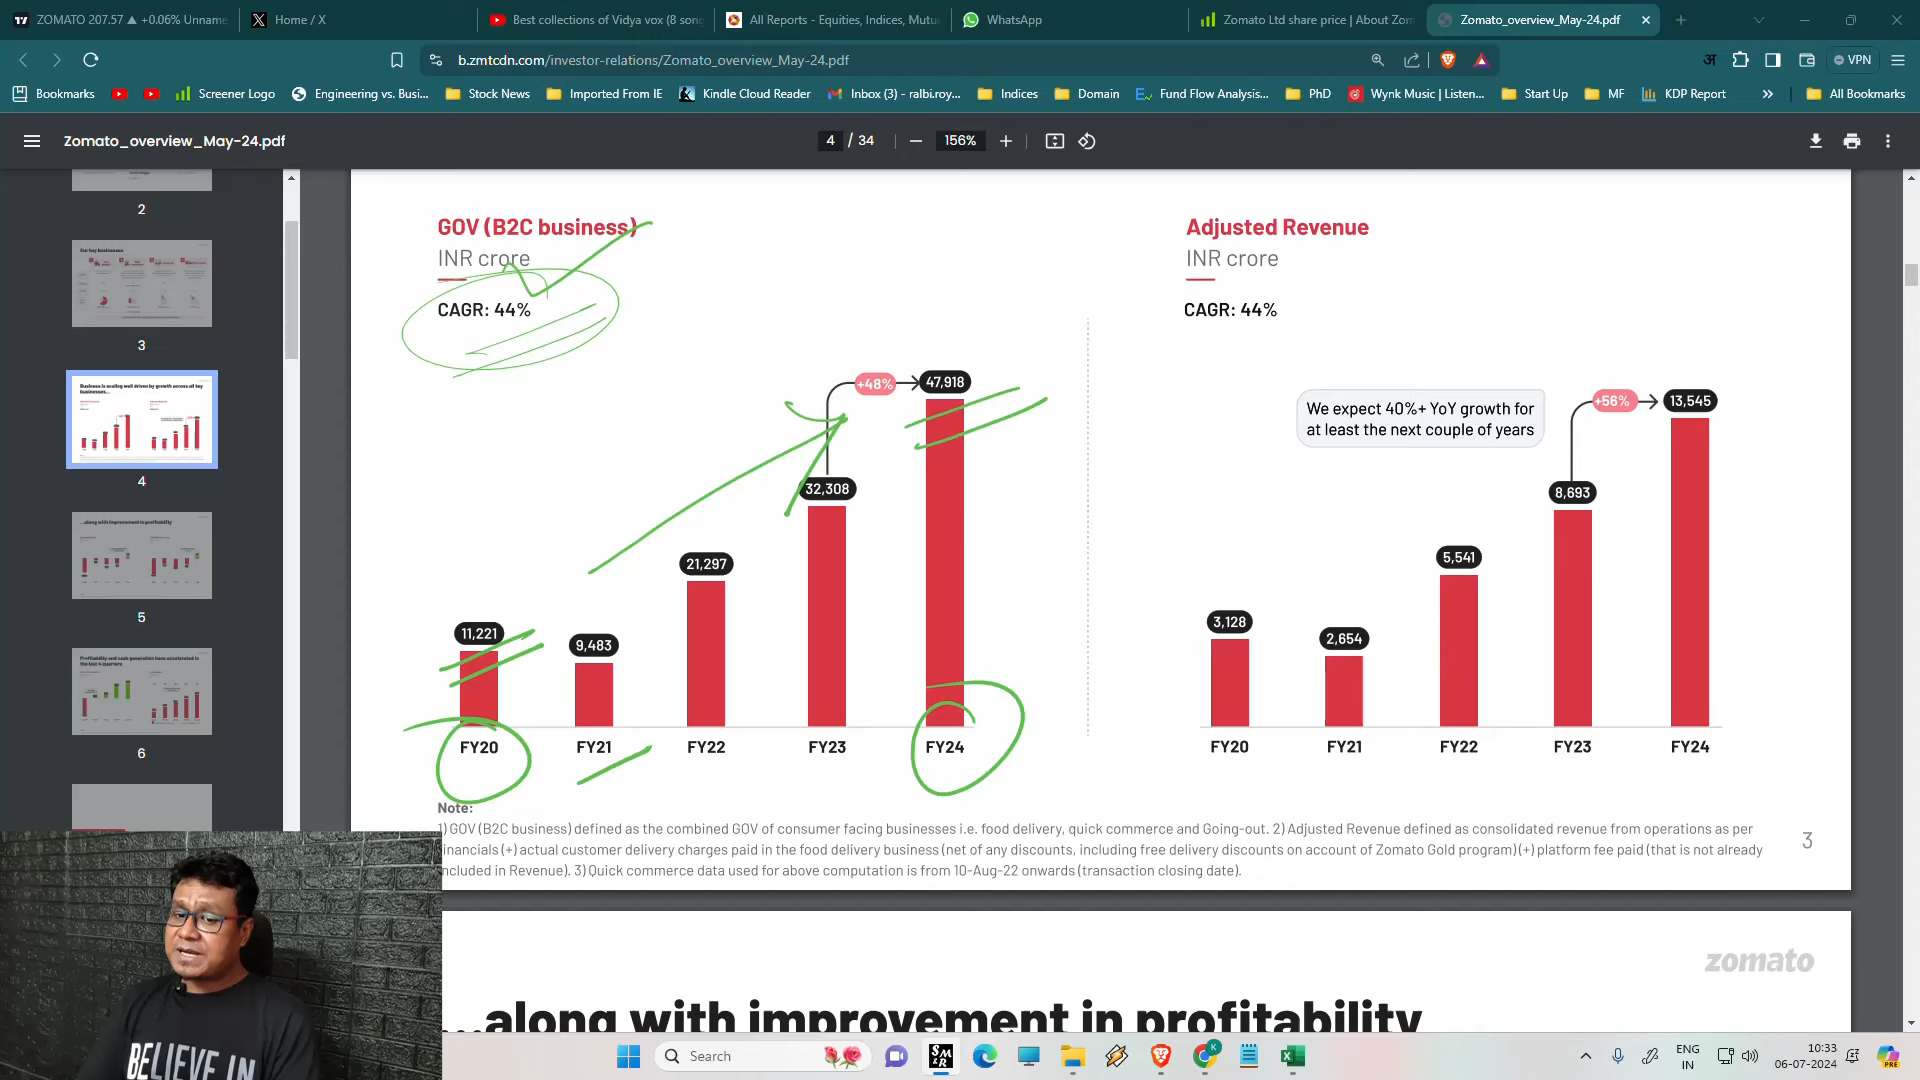 ZOMATO 207.57 ▲ +0.06% Unname
Home / X
Best collections of Vidya vox (8 song
All Reports - Equities, Indices, Mutu
WhatsApp
Zomato Ltd share price | About Zom
Zomato_overview_May-24.pdf
b.zmtcdn.com/investor-relations/Zomato_overview_May-24.pdf
अ
VPN
Bookmarks
Screener Logo
Engineering vs. Busi...
Stock News
Imported From IE
Kindle Cloud Reader
Inbox (3) - ralbi.roy...
Indices
Domain
Fund Flow Analysis...
PhD
Wynk Music | Listen...
Start Up
MF
KDP Report
All Bookmarks
Zomato_overview_May-24.pdf
4 / 34
156%
2
3
4
5
6
GOV (B2C business)
INR crore
CAGR: 44%
+48%
47,918
32,308
21,297
11,221
9,483
FY20
FY21
FY22
FY23
FY24
Adjusted Revenue
INR crore
CAGR: 44%
We expect 40%+ YoY growth for
at least the next couple of years
+56%
13,545
8,693
5,541
3,128
2,654
FY20
FY21
FY22
FY23
FY24
Note:
1) GOV (B2C business) defined as the combined GOV of consumer facing businesses i.e. food delivery, quick commerce and Going-out. 2) Adjusted Revenue defined as consolidated revenue from operations as per
inancials (+) actual customer delivery charges paid in the food delivery business (net of any discounts, including free delivery discounts on account of Zomato Gold program) (+) platform fee paid (that is not already
ncluded in Revenue). 3) Quick commerce data used for above computation is from 10-Aug-22 onwards (transaction closing date).
3
zomato
...along with improvement in profitability
BELIEVE IN
Search
SM
&R
K
ENG
IN
10:33
06-07-2024
PRE